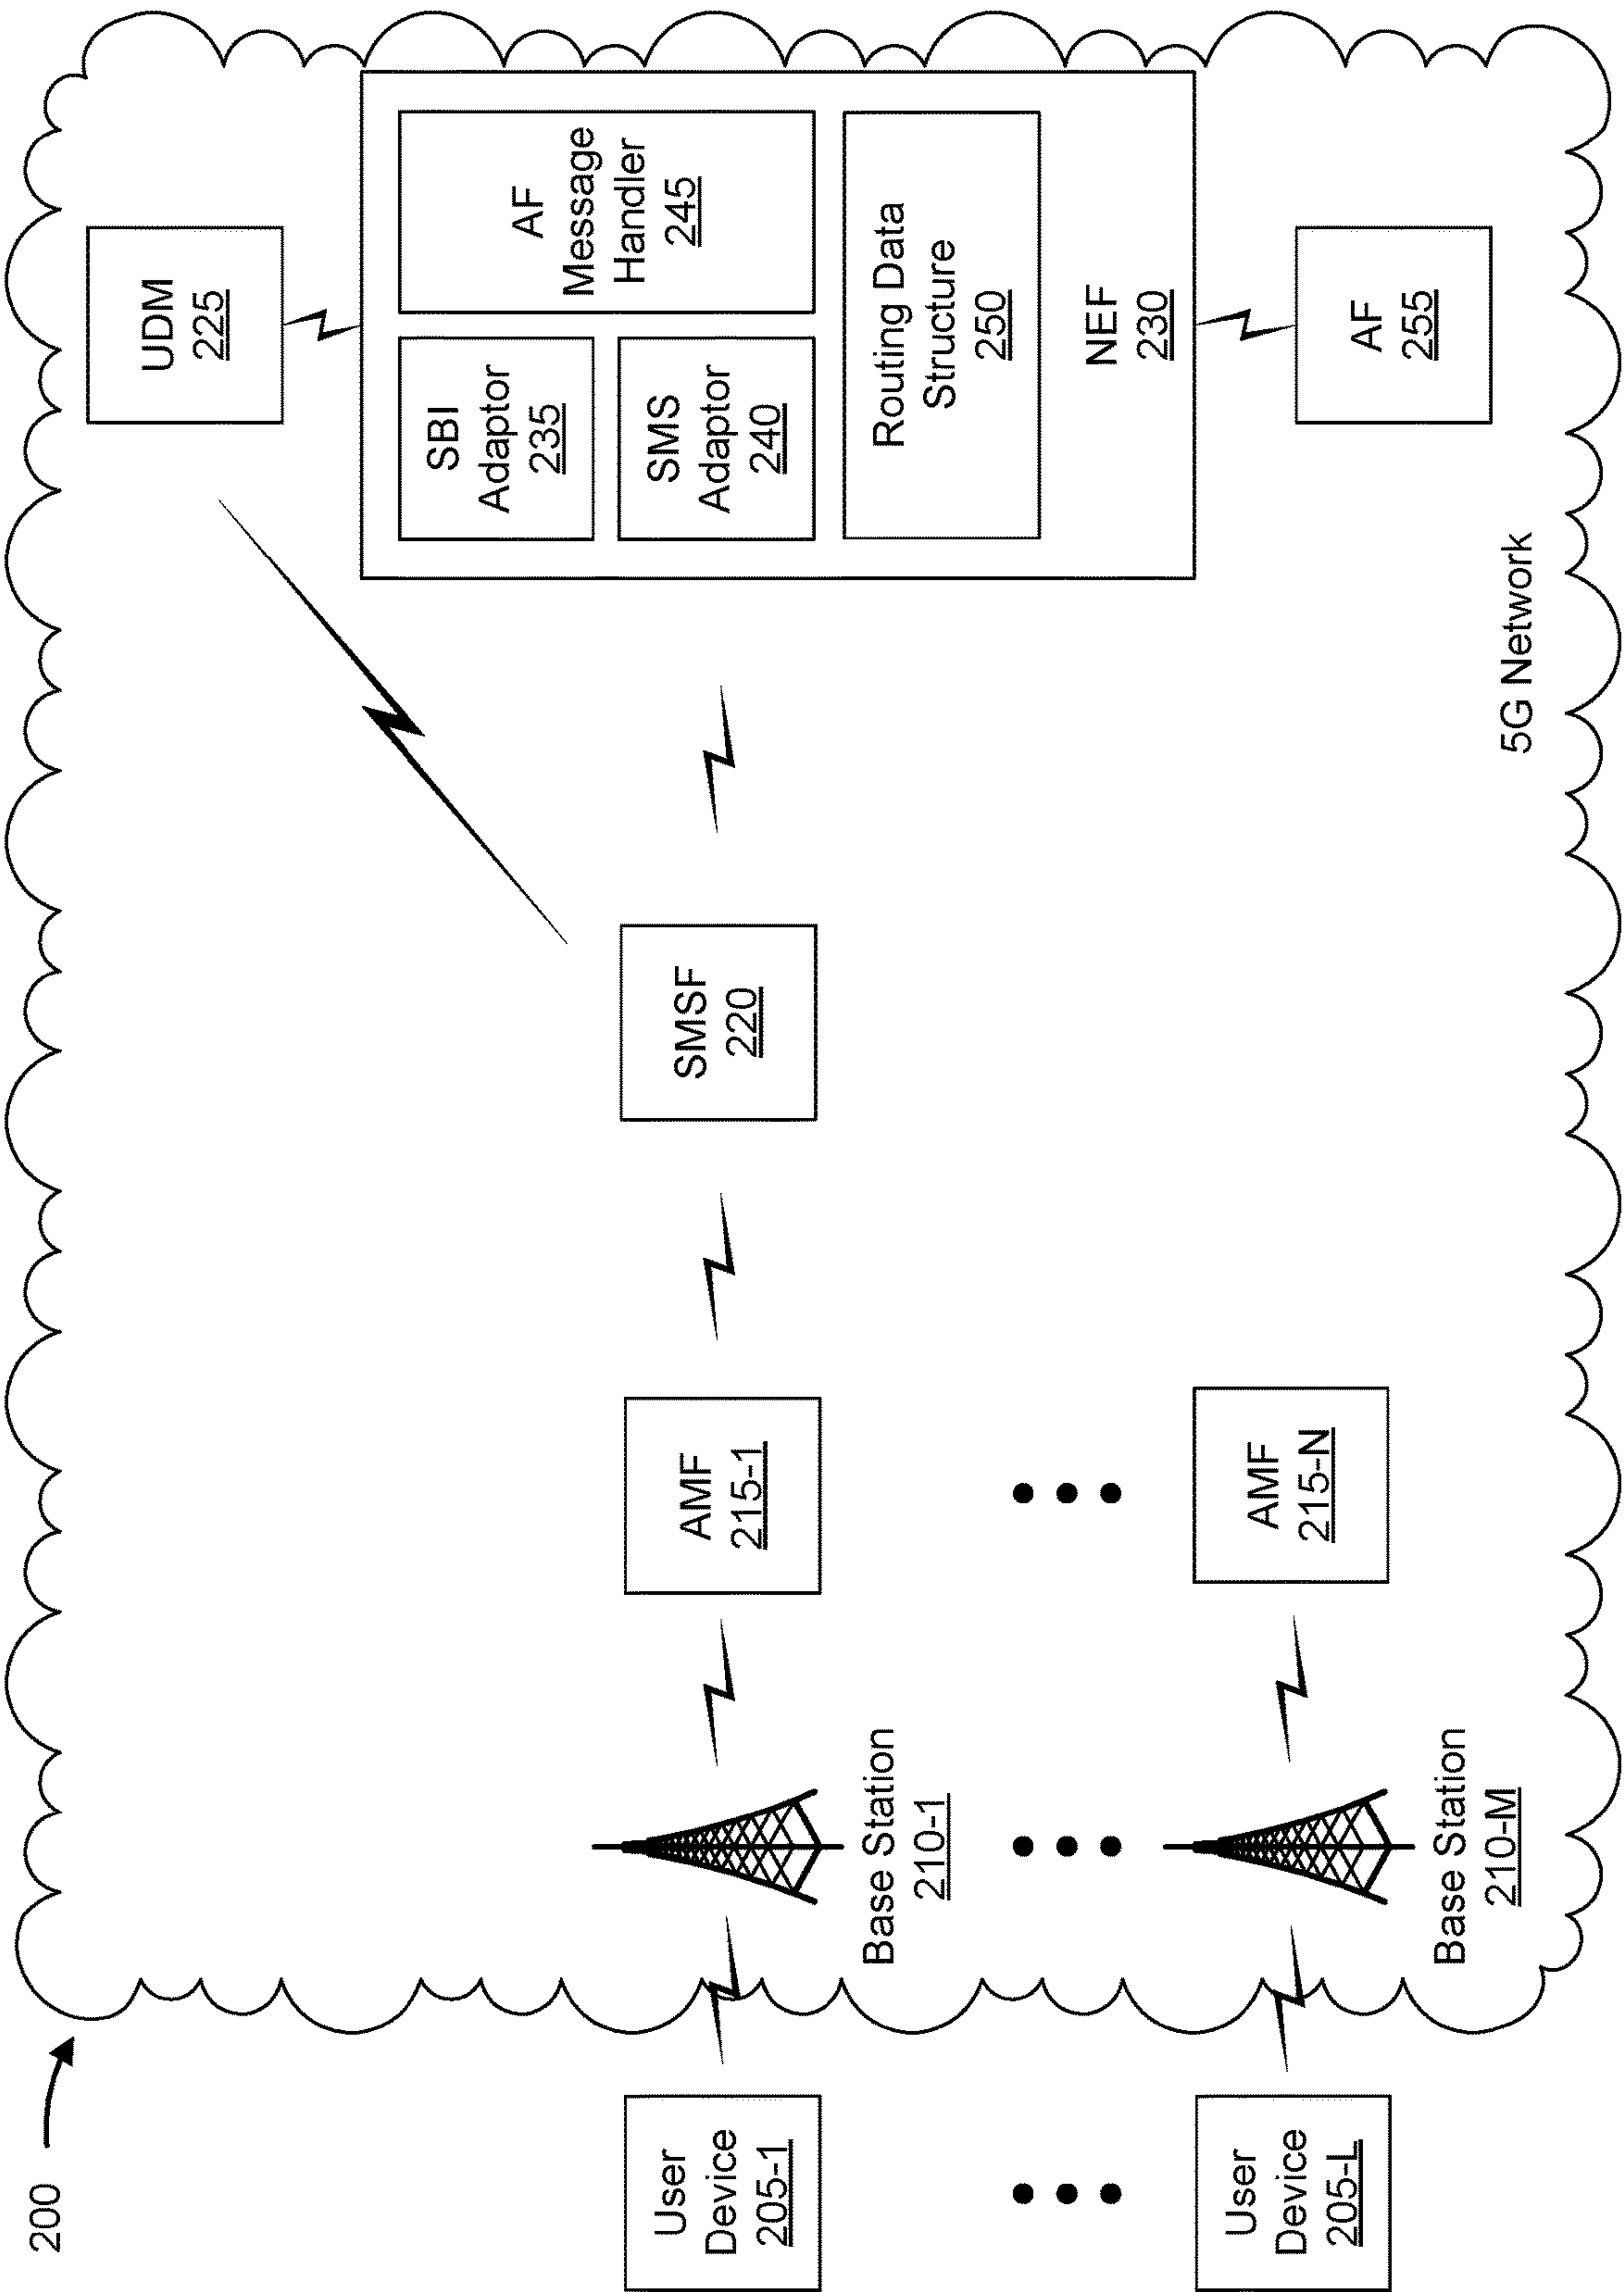 200
User
Device
205-1
User
Device
205-L
Base Station
210-1
Base Station
210-M
AMF
215-1
AMF
215-N
SMSF
220
UDM
225
SBI
Adaptor
235
SMS
Adaptor
240
AF
Message
Handler
245
Routing Data
Structure
250
NEF
230
AF
255
5G Network